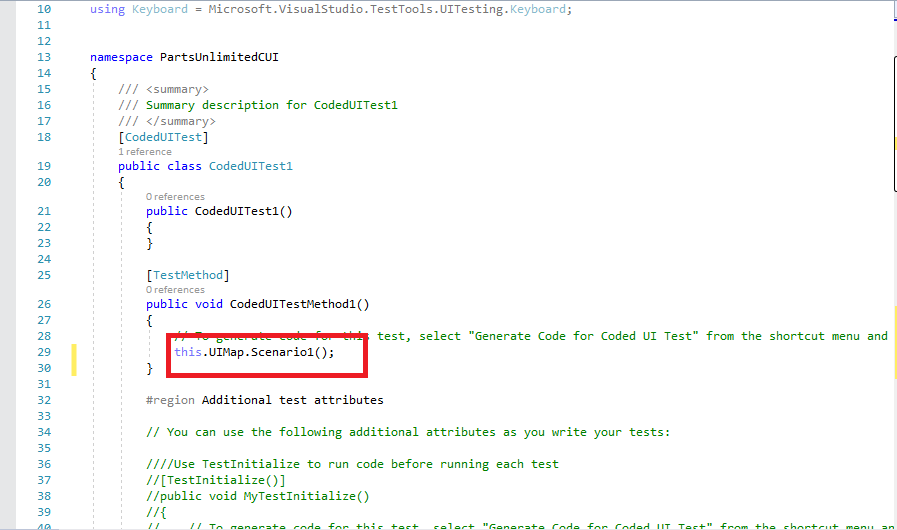 10 using Keyboard = Microsoft.VisualStudio.TestTools.UITesting.Keyboard;
11
12
13 namespace PartsUnlimitedCUI
14 {
15 /// <summary>
16 /// Summary description for CodedUITest1
17 /// </summary>
18 [CodedUITest]
1 reference
19 public class CodedUITest1
20 {
0 references
21 public CodedUITest1()
22 {
23 }
24
25 [TestMethod]
0 references
26 public void CodedUITestMethod1()
27 {
28 // To generate code for this test, select "Generate Code for Coded UI Test" from the shortcut menu and
29 this.UIMap.Scenario1();
30 }
31
32 #region Additional test attributes
33
34 // You can use the following additional attributes as you write your tests:
35
36 ////Use TestInitialize to run code before running each test
37 //[TestInitialize()]
38 //public void MyTestInitialize()
39 //{
40 // // To generate code for this test, select "Generate Code for Coded UI Test" from the shortcut menu an